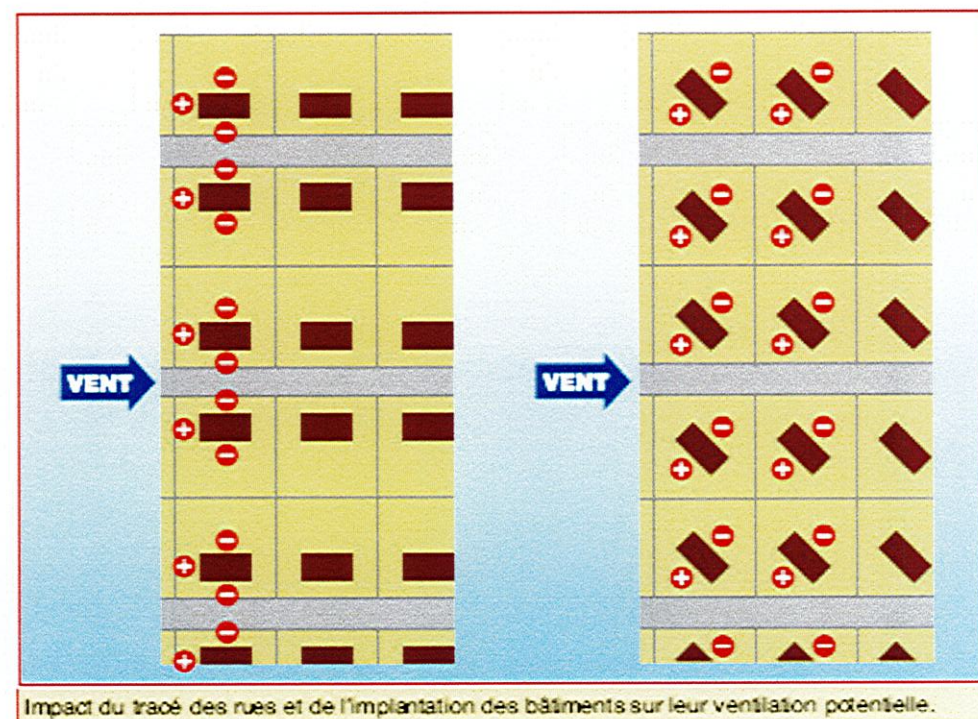 VENT
VENT
Impact du tracé des rues et de l'implantation des bâtiments sur leur ventilation potentielle.